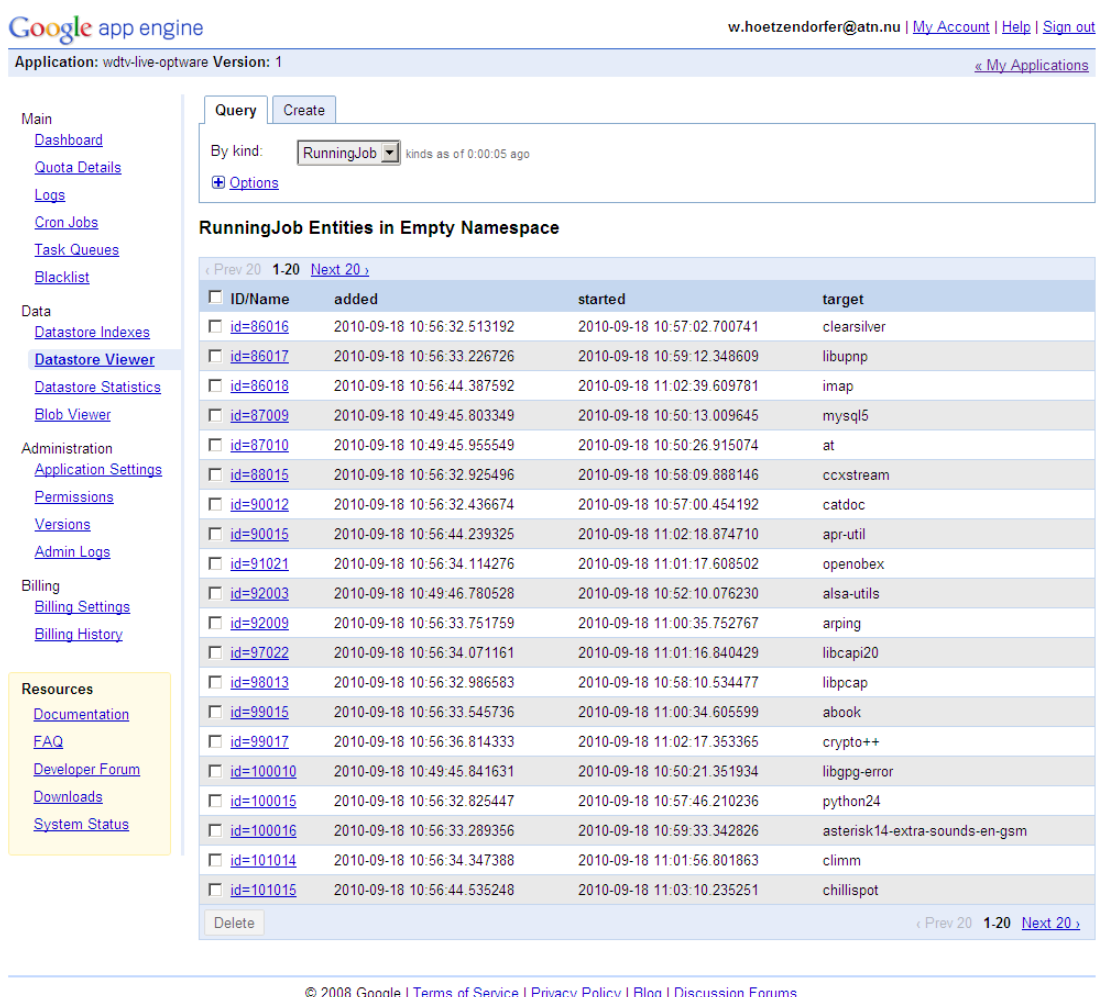 Google app engine
w.hoetzendorfer@atn.nu | My Account | Help | Sign out
Application: wdtv-live-optware Version: 1
« My Applications
Main
Dashboard
Quota Details
Logs
Cron Jobs
Task Queues
Blacklist
Data
Datastore Indexes
Datastore Viewer
Datastore Statistics
Blob Viewer
Administration
Application Settings
Permissions
Versions
Admin Logs
Billing
Billing Settings
Billing History
Resources
Documentation
FAQ
Developer Forum
Downloads
System Status
Query Create
By kind: RunningJob kinds as of 0:00:05 ago
Options
RunningJob Entities in Empty Namespace
‹ Prev 20 1-20 Next 20 ›
ID/Name added started target
id=86016 2010-09-18 10:56:32.513192 2010-09-18 10:57:02.700741 clearsilver
id=86017 2010-09-18 10:56:33.226726 2010-09-18 10:59:12.348609 libupnp
id=86018 2010-09-18 10:56:44.387592 2010-09-18 11:02:39.609781 imap
id=87009 2010-09-18 10:49:45.803349 2010-09-18 10:50:13.009645 mysql5
id=87010 2010-09-18 10:49:45.955549 2010-09-18 10:50:26.915074 at
id=88015 2010-09-18 10:56:32.925496 2010-09-18 10:58:09.888146 ccxstream
id=90012 2010-09-18 10:56:32.436674 2010-09-18 10:57:00.454192 catdoc
id=90015 2010-09-18 10:56:44.239325 2010-09-18 11:02:18.874710 apr-util
id=91021 2010-09-18 10:56:34.114276 2010-09-18 11:01:17.608502 openobex
id=92003 2010-09-18 10:49:46.780528 2010-09-18 10:52:10.076230 alsa-utils
id=92009 2010-09-18 10:56:33.751759 2010-09-18 11:00:35.752767 arping
id=97022 2010-09-18 10:56:34.071161 2010-09-18 11:01:16.840429 libcapi20
id=98013 2010-09-18 10:56:32.986583 2010-09-18 10:58:10.534477 libpcap
id=99015 2010-09-18 10:56:33.545736 2010-09-18 11:00:34.605599 abook
id=99017 2010-09-18 10:56:36.814333 2010-09-18 11:02:17.353365 crypto++
id=100010 2010-09-18 10:49:45.841631 2010-09-18 10:50:21.351934 libgpg-error
id=100015 2010-09-18 10:56:32.825447 2010-09-18 10:57:46.210236 python24
id=100016 2010-09-18 10:56:33.289356 2010-09-18 10:59:33.342826 asterisk14-extra-sounds-en-gsm
id=101014 2010-09-18 10:56:34.347388 2010-09-18 11:01:56.801863 climm
id=101015 2010-09-18 10:56:44.535248 2010-09-18 11:03:10.235251 chillispot
Delete ‹ Prev 20 1-20 Next 20 ›
© 2008 Google | Terms of Service | Privacy Policy | Blog | Discussion Forums